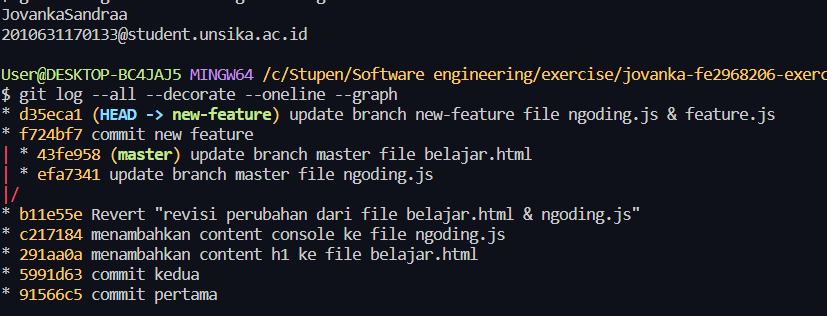 JovankaSandraa
2010631170133@student.unsika.ac.id
User@DESKTOP-BC4JAJ5 MINGW64 /c/Stupen/Software engineering/exercise/jovanka-fe2968206-exerc
$ git log --all --decorate --oneline --graph
* d35eca1 (HEAD -> new-feature) update branch new-feature file ngoding.js & feature.js
* f724bf7 commit new feature
| * 43fe958 (master) update branch master file belajar.html
| * efa7341 update branch master file ngoding.js
|/
* b11e55e Revert "revisi perubahan dari file belajar.html & ngoding.js"
* c217184 menambahkan content console ke file ngoding.js
* 291aa0a menambahkan content h1 ke file belajar.html
* 5991d63 commit kedua
* 91566c5 commit pertama